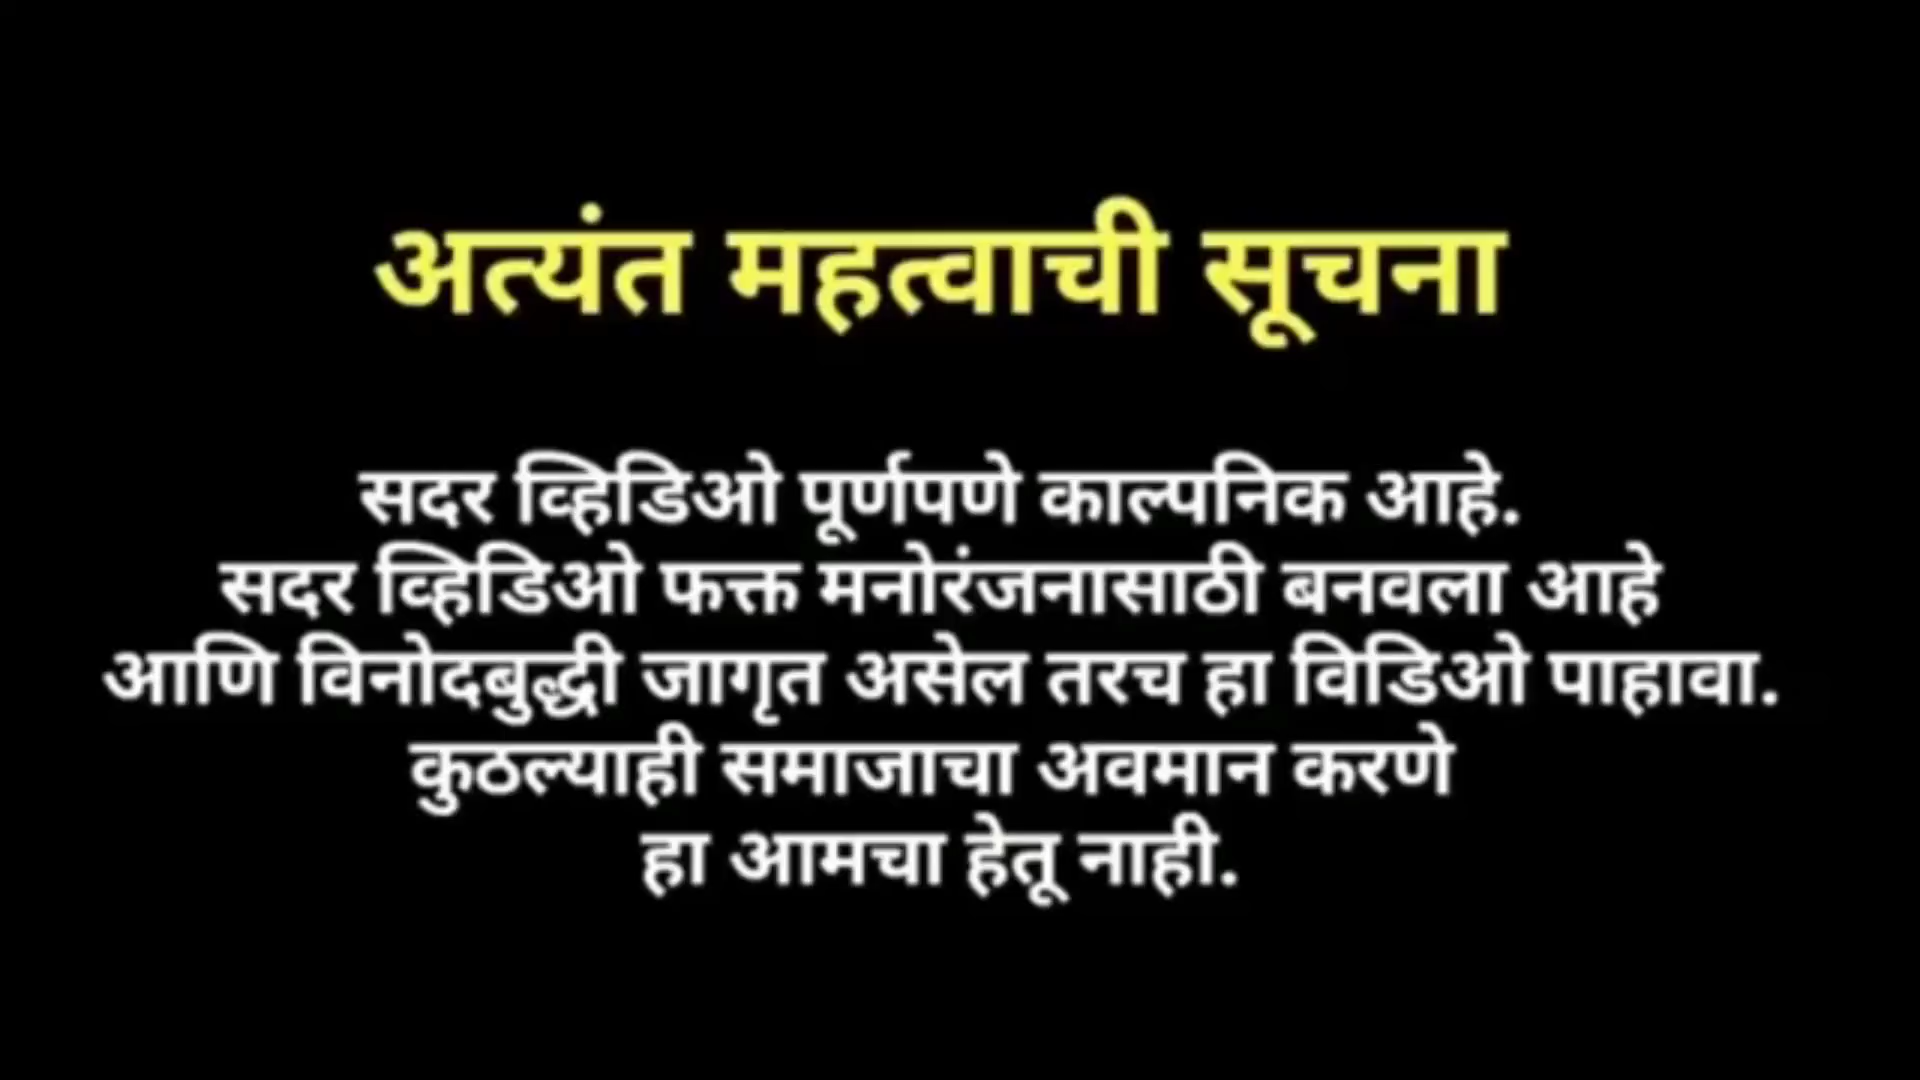 अत्यंत महत्वाची सूचना
सदर व्हिडिओ पूर्णपणे काल्पनिक आहे.
सदर व्हिडिओ फक्त मनोरंजनासाठी बनवला आहे
आणि विनोदबुद्धी जागृत असेल तरच हा विडिओ पाहावा.
कुठल्याही समाजाचा अवमान करणे
हा आमचा हेतू नाही.